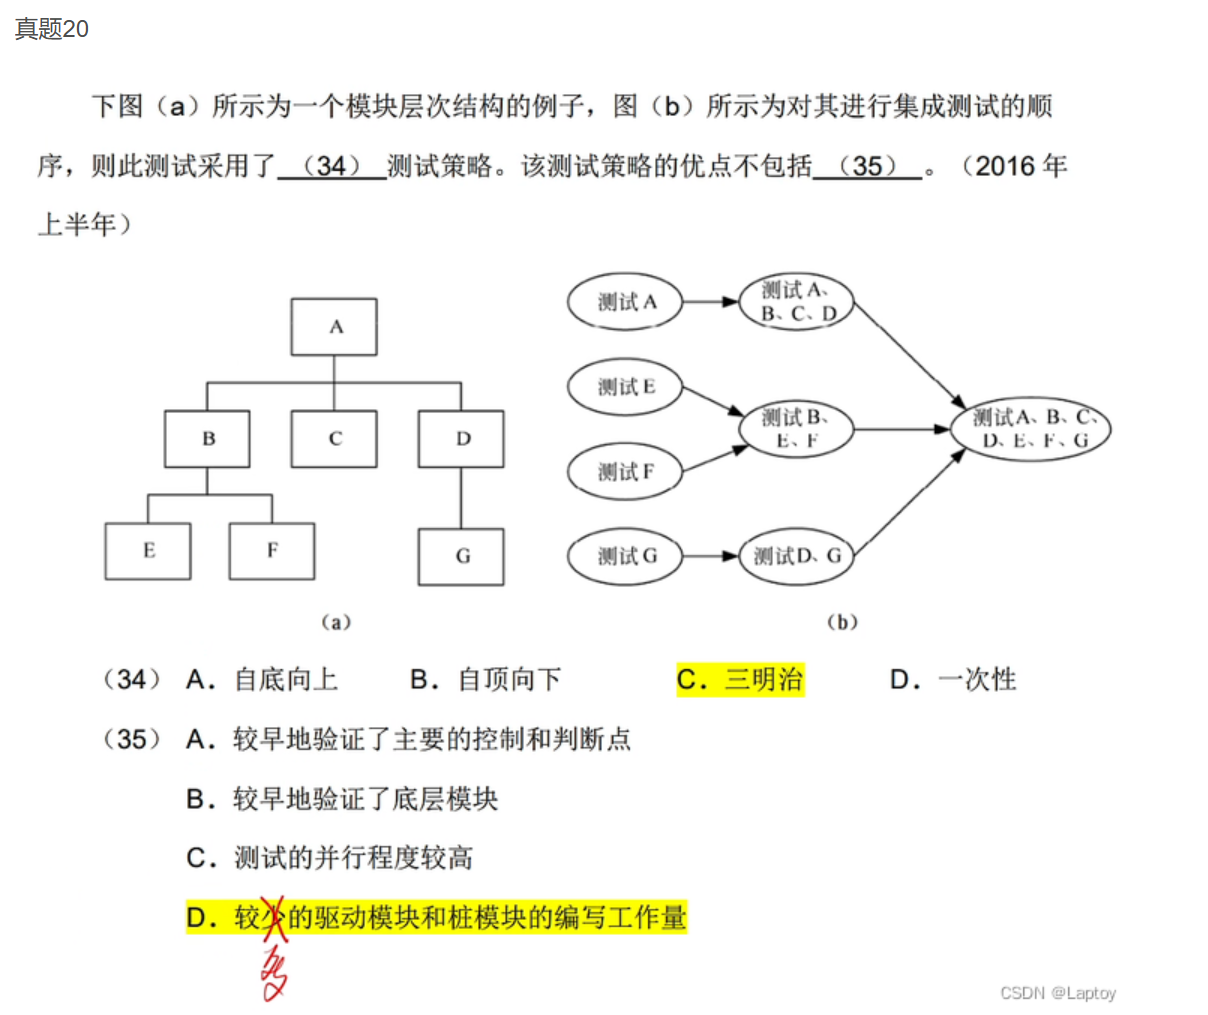 真题20
下图（a）所示为一个模块层次结构的例子，图（b）所示为对其进行集成测试的顺
序，则此测试采用了 （34） 测试策略。该测试策略的优点不包括 （35） 。（2016 年
上半年）
A
B
C
D
E
F
G
（a）
测试 A
测试 A、
B、C、D
测试 E
测试 B、
E、F
测试 F
测试 G
测试D、G
测试A、B、C、
D、E、F、G
（b）
（34） A．自底向上 B．自顶向下 C．三明治 D．一次性
（35） A．较早地验证了主要的控制和判断点
B．较早地验证了底层模块
C．测试的并行程度较高
D．较少的驱动模块和桩模块的编写工作量
多
CSDN @Laptoy